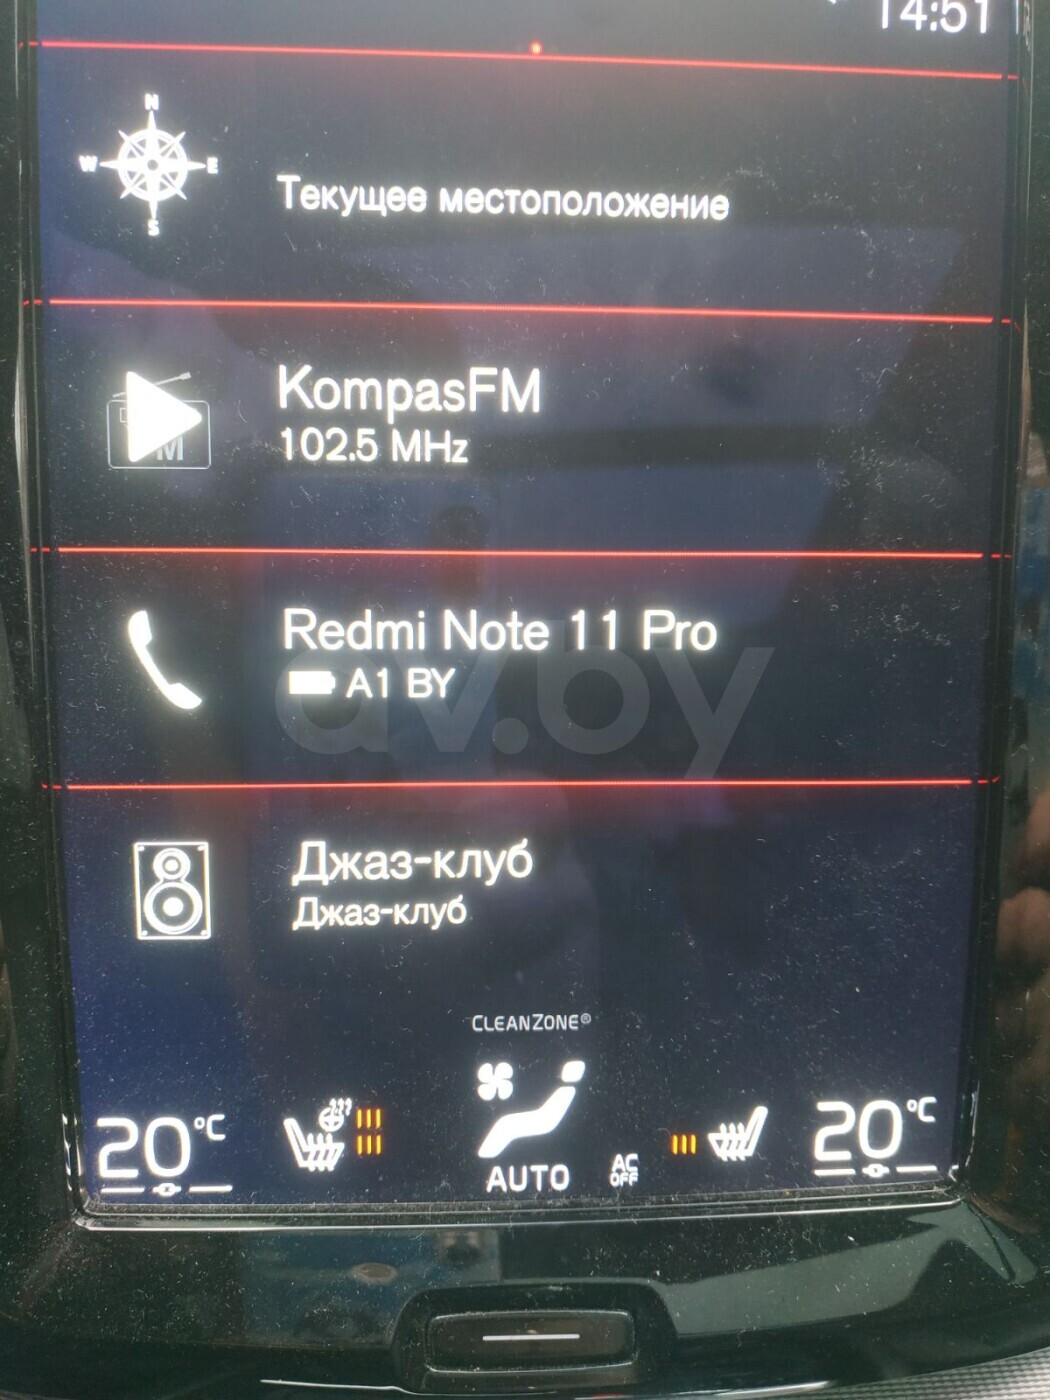 14:51
N
W E
S
Текущее местоположение
KompasFM
102.5 MHz
M
Redmi Note 11 Pro
A1 BY
av.by
Джаз-клуб
Джаз-клуб
CLEANZONE®
20 °C
AUTO
AC
OFF
20 °C